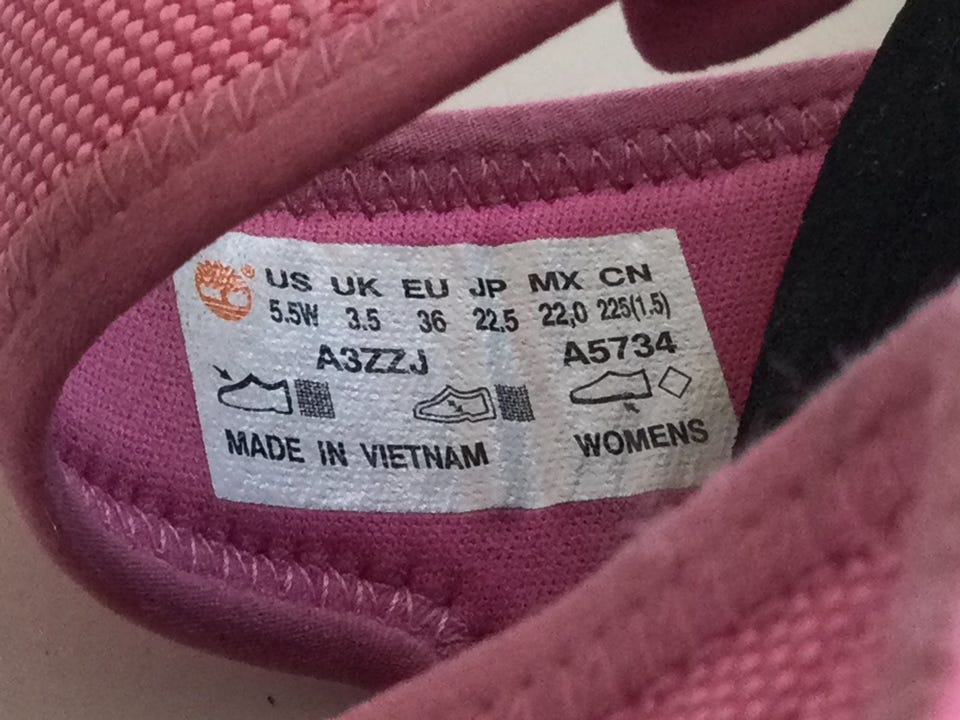 ® US UK EU JP MX CN
5.5W 3.5 36 22.5 22,0 225(1.5)
A3ZZJ A5734
MADE IN VIETNAM WOMENS